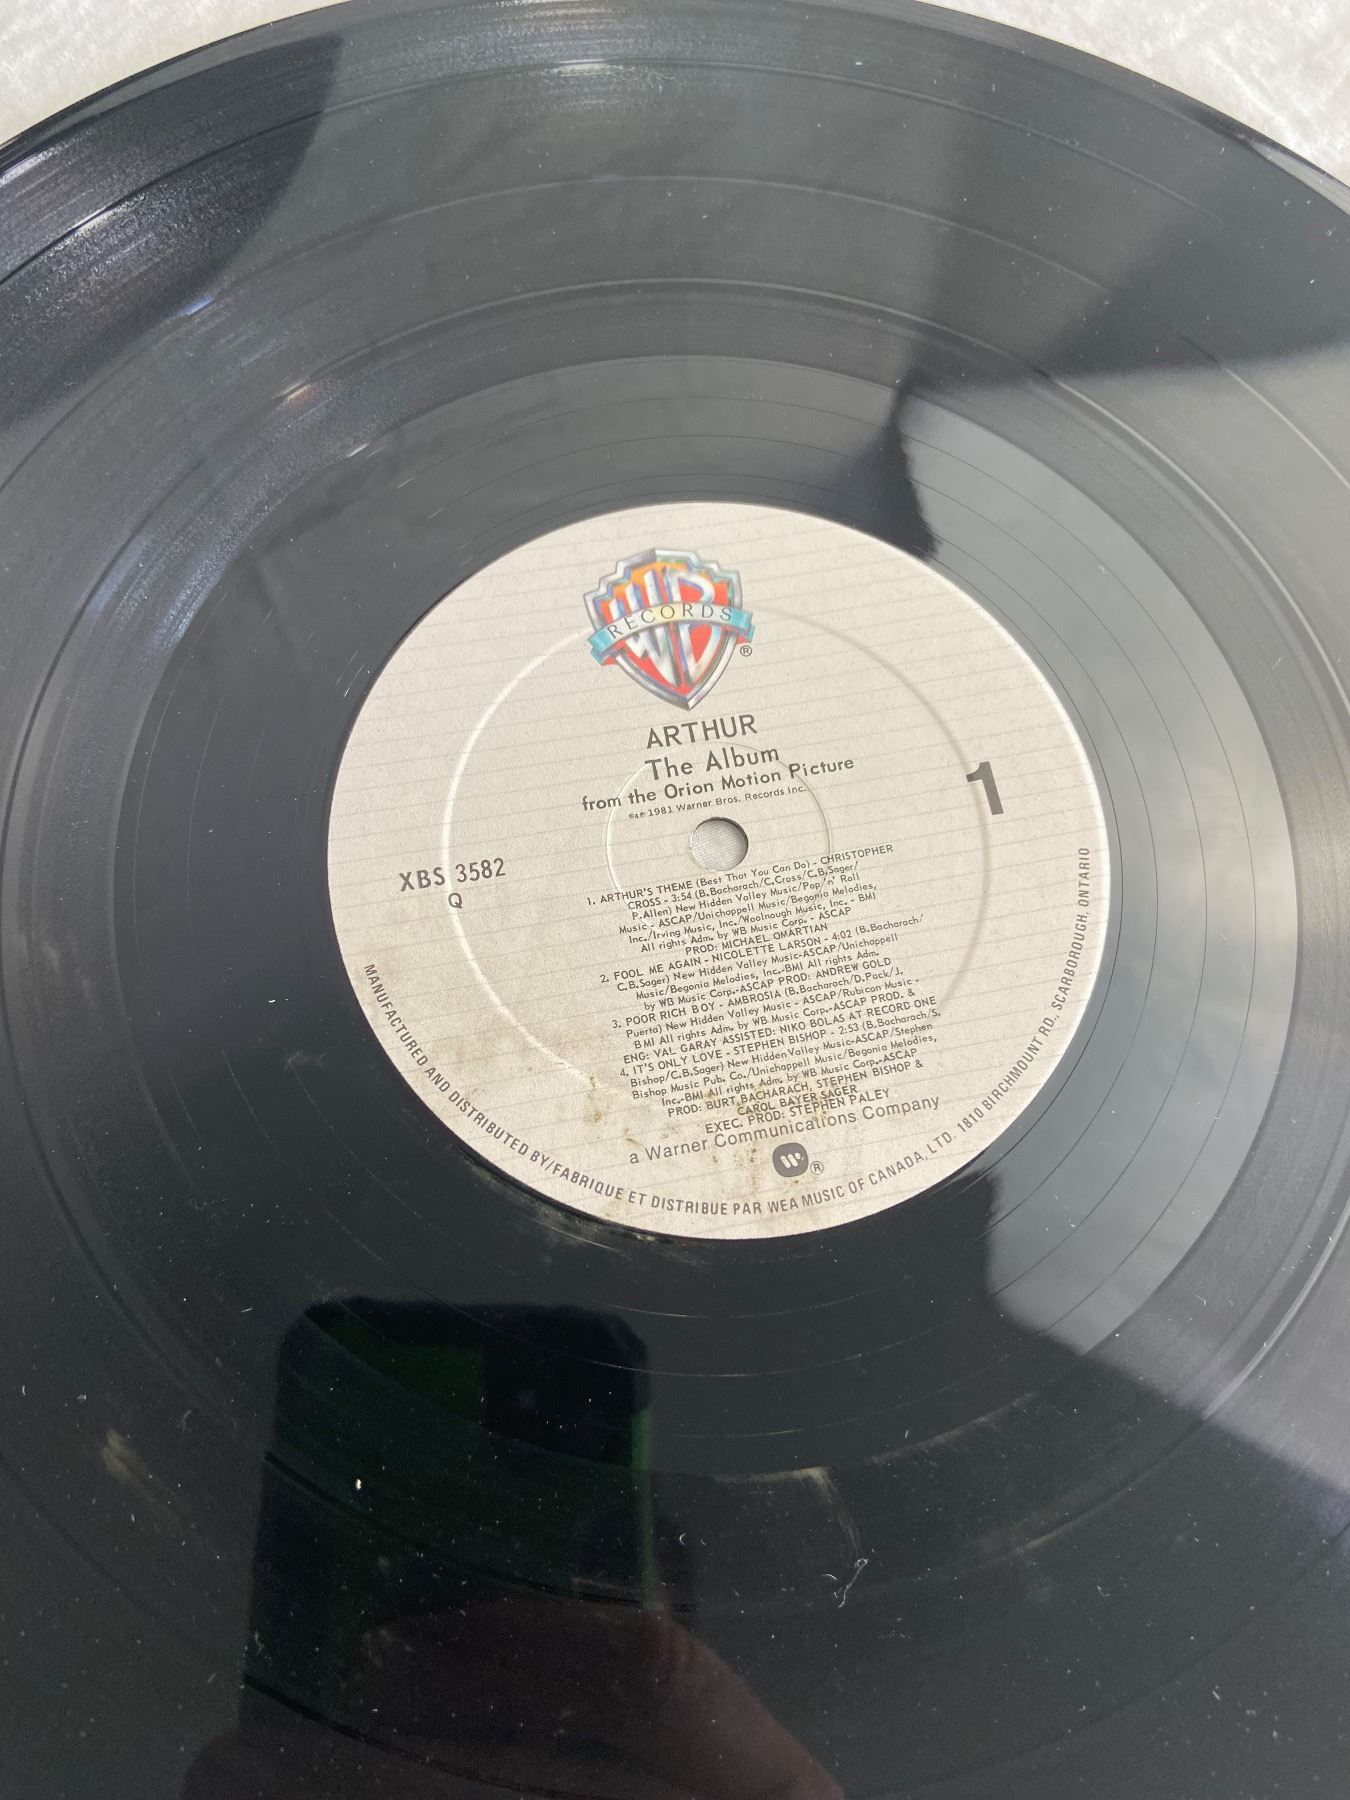 WB
RECORDS
®
ARTHUR
The Album
from the Orion Motion Picture
©&℗ 1981 Warner Bros. Records Inc.
1
XBS 3582
Q
1. ARTHUR'S THEME (Best That You Can Do) - CHRISTOPHER
CROSS - 3:54 (B.Bacharach/C.Cross/C.B.Sager/
P.Allen) New Hidden Valley Music/Pop 'n' Roll
Music - ASCAP/Unichappell Music/Begonia Melodies,
Inc./Irving Music, Inc./Woolnough Music, Inc. - BMI
All rights Adm. by WB Music Corp. - ASCAP
PROD: MICHAEL OMARTIAN
2. FOOL ME AGAIN - NICOLETTE LARSON - 4:02 (B.Bacharach/
C.B.Sager) New Hidden Valley Music-ASCAP/Unichappell
Music/Begonia Melodies, Inc.-BMI All rights Adm.
by WB Music Corp.-ASCAP PROD: ANDREW GOLD
3. POOR RICH BOY - AMBROSIA (B.Bacharach/D.Pack/J.
Puerta) New Hidden Valley Music - ASCAP/Rubicon Music -
BMI All rights Adm. by WB Music Corp.-ASCAP PROD. &
ENG: VAL GARAY ASSISTED: NIKO BOLAS AT RECORD ONE
4. IT'S ONLY LOVE - STEPHEN BISHOP - 2:53 (B.Bacharach/S.
Bishop/C.B.Sager) New Hidden Valley Music-ASCAP/Stephen
Bishop Music Pub. Co./Unichappell Music/Begonia Melodies,
Inc.-BMI All rights Adm. by WB Music Corp.-ASCAP
PROD: BURT BACHARACH, STEPHEN BISHOP &
CAROL BAYER SAGER
EXEC. PROD: STEPHEN PALEY
a Warner Communications Company
®
MANUFACTURED AND DISTRIBUTED BY/FABRIQUE ET DISTRIBUE PAR WEA MUSIC OF CANADA, LTD. 1810 BIRCHMOUNT RD., SCARBOROUGH, ONTARIO